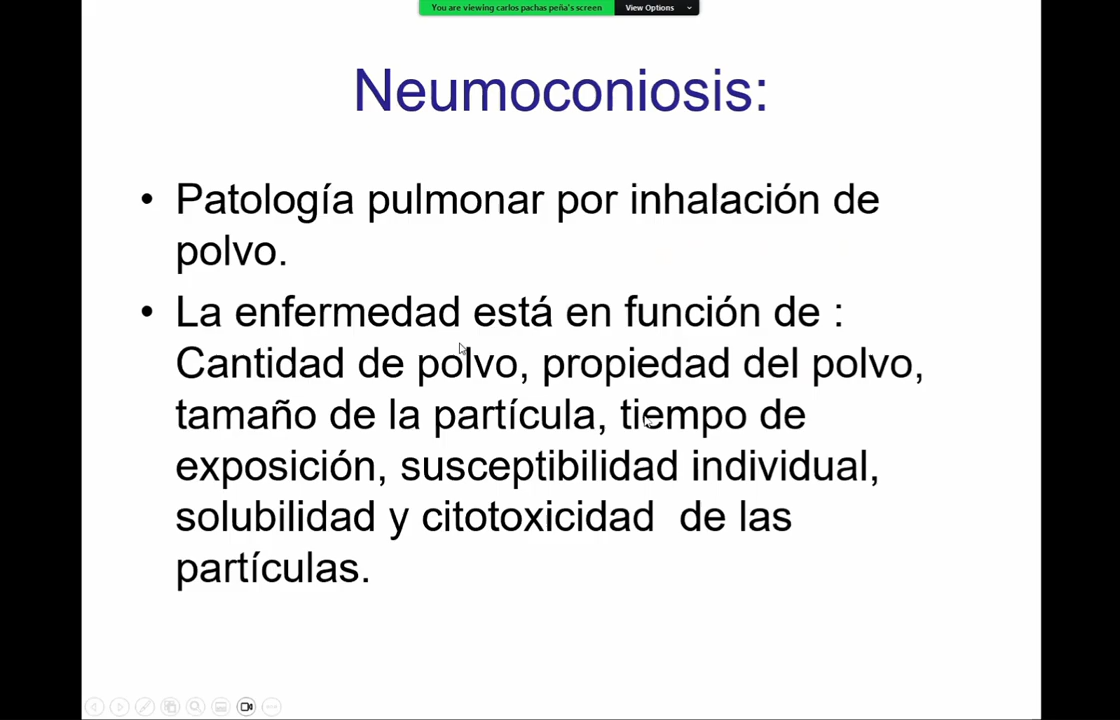 You are viewing carlos pachas peña's screen
View Options
Neumoconiosis:
• Patología pulmonar por inhalación de
polvo.
• La enfermedad está en función de :
Cantidad de polvo, propiedad del polvo,
tamaño de la partícula, tiempo de
exposición, susceptibilidad individual,
solubilidad y citotoxicidad  de las
partículas.